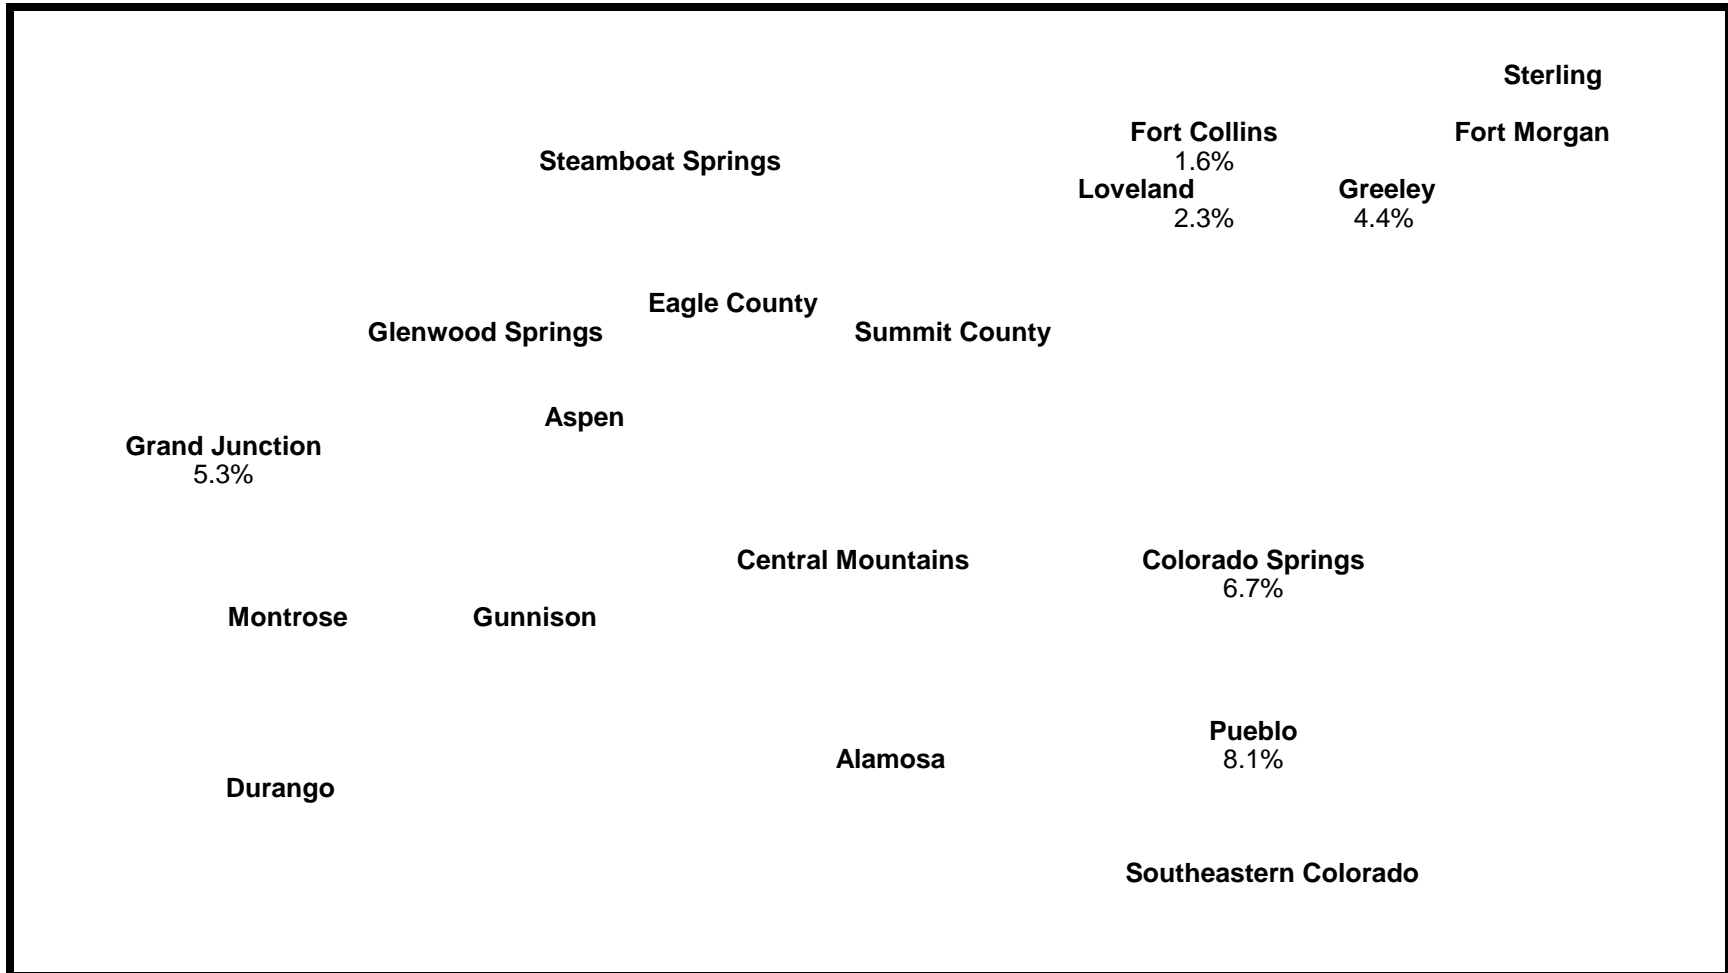 Sterling
Fort Collins Fort Morgan
Steamboat Springs 1.6%
Loveland Greeley
2.3% 4.4%
Eagle County
Glenwood Springs Summit County
Aspen
Grand Junction
5.3%
Central Mountains Colorado Springs
6.7%
Montrose Gunnison
Pueblo
Alamosa 8.1%
Durango
Southeastern Colorado